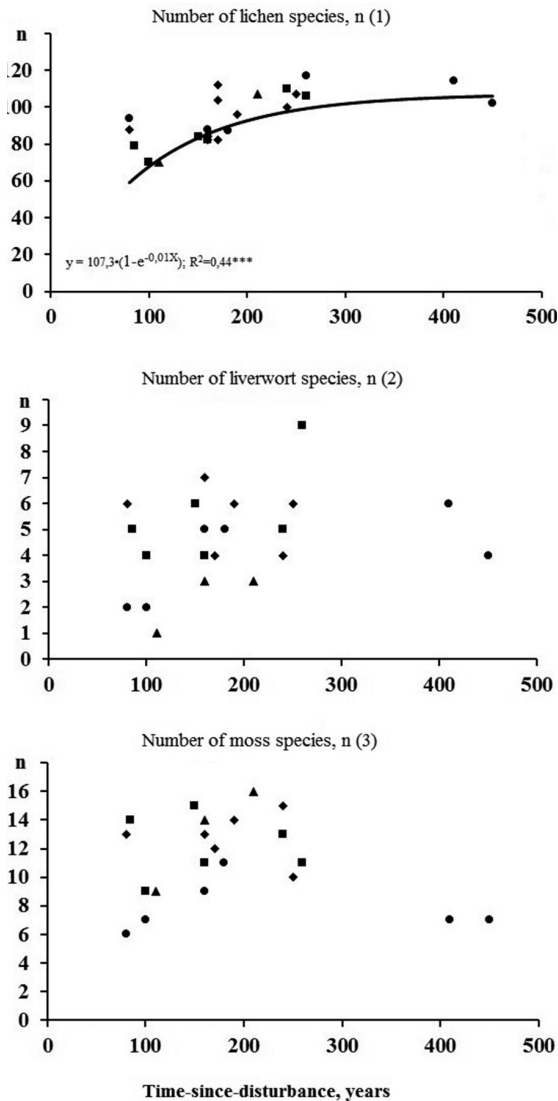 Number of lichen species, n (1)
n
120
100
80
60
40
20
0
y = 107,3•(1-e-0,01X); R2=0,44***
100 200 300 400 500
Number of liverwort species, n (2)
n
9
8
7
6
5
4
3
2
1
0
0 100 200 300 400 500
Number of moss species, n (3)
n
16
14
12
10
8
6
4
2
0
0 100 200 300 400 500
Time-since-disturbance, years